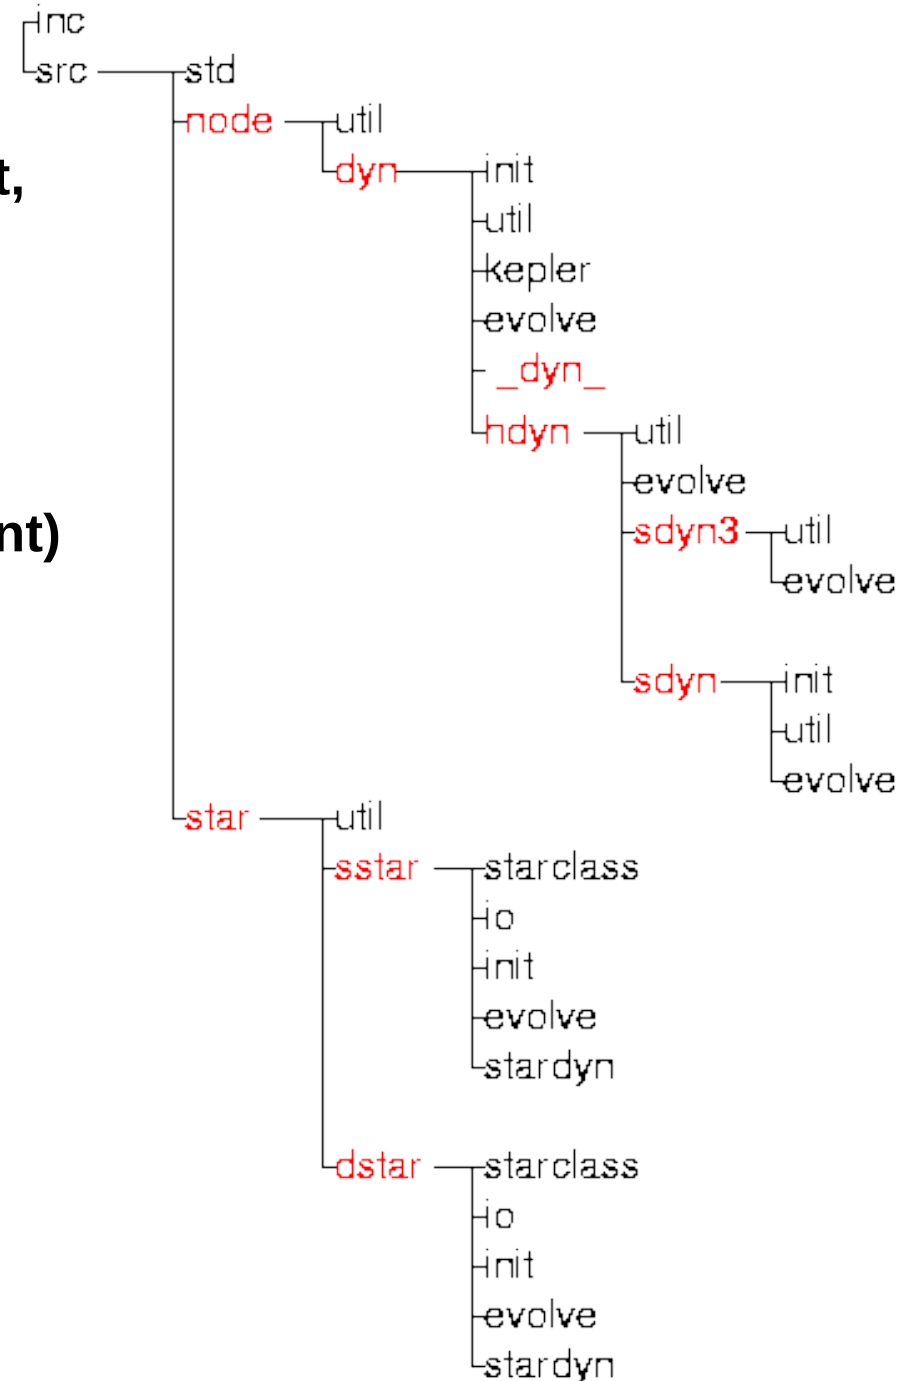 inc
src std
node util
t,
dyn init
util
kepler
evolve
_dyn_
hdyn util
evolve
nt)
sdyn3 util
evolve
sdyn init
util
evolve
star util
sstar starclass
io
init
evolve
stardyn
dstar starclass
io
init
evolve
stardyn